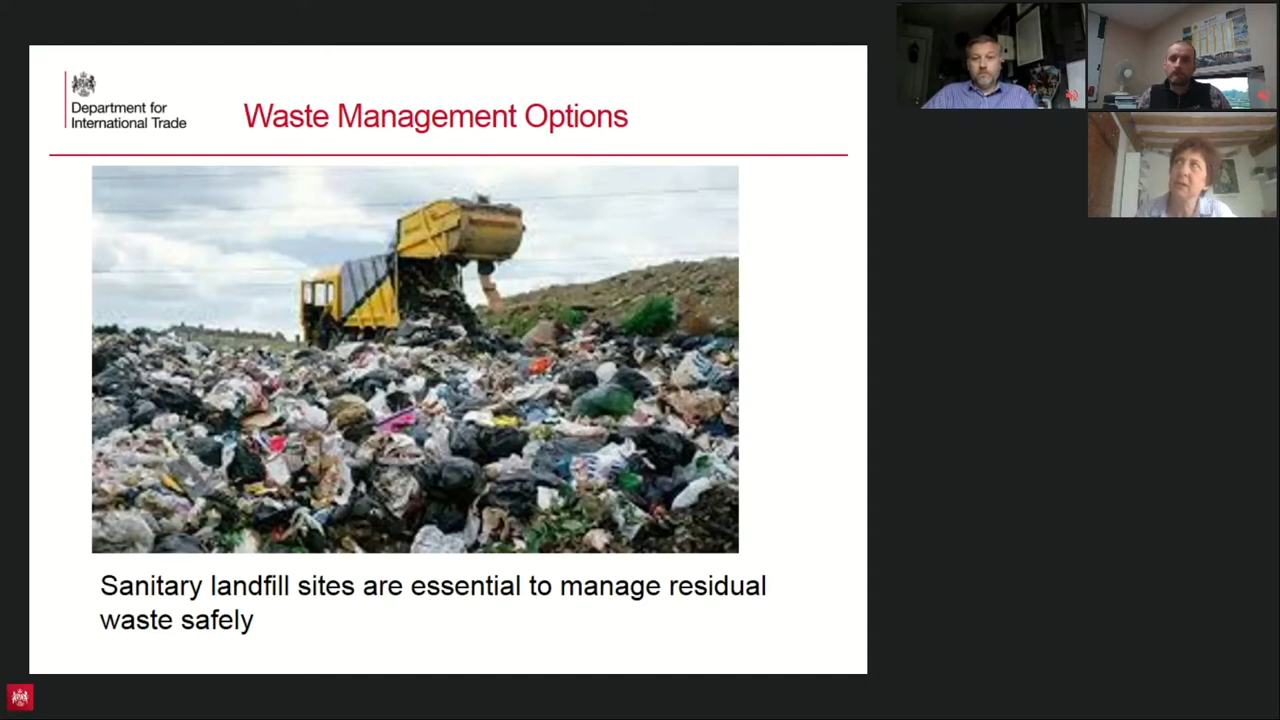 Department for
International Trade
Waste Management Options
Sanitary landfill sites are essential to manage residual
waste safely